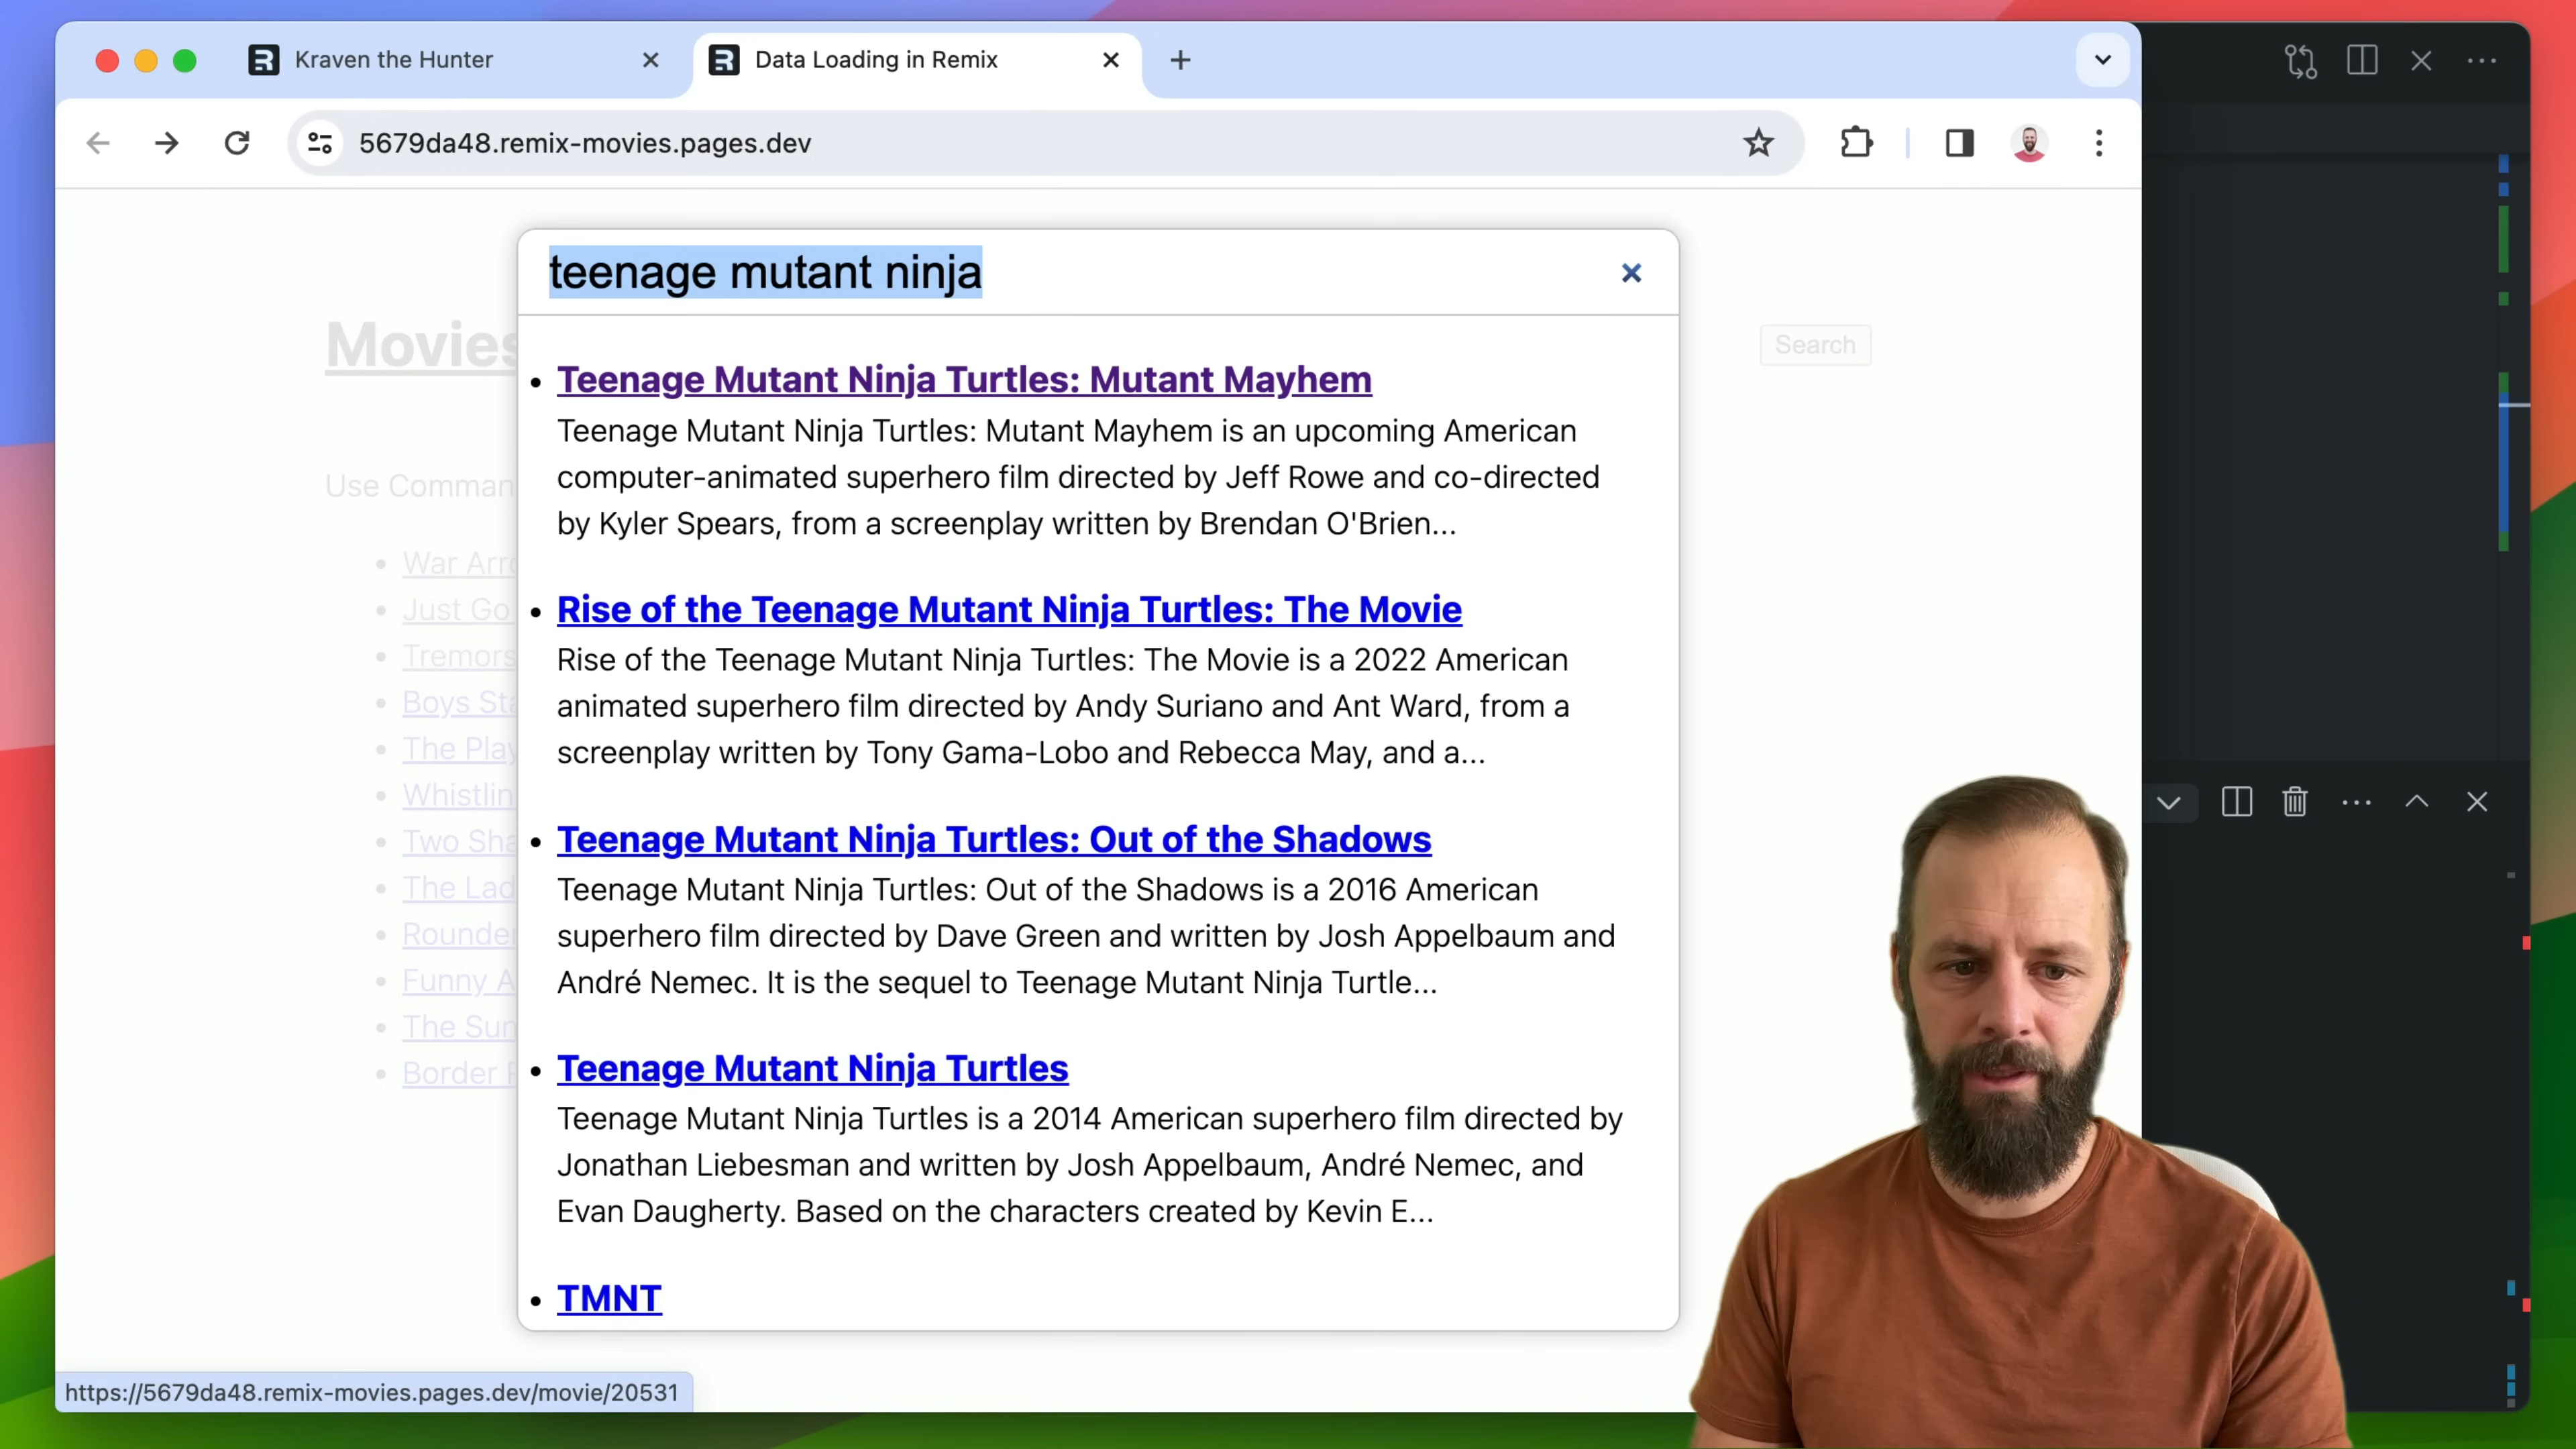 Kraven the Hunter
Data Loading in Remix
5679da48.remix-movies.pages.dev
teenage mutant ninja
Movies
Search
Use Comman
War Arro
Just Go
Tremors
Boys Sta
The Play
Whistlin
Two Sha
The Lad
Rounde
Funny A
The Sun
Border
Teenage Mutant Ninja Turtles: Mutant Mayhem
Teenage Mutant Ninja Turtles: Mutant Mayhem is an upcoming American
computer-animated superhero film directed by Jeff Rowe and co-directed
by Kyler Spears, from a screenplay written by Brendan O'Brien...
Rise of the Teenage Mutant Ninja Turtles: The Movie
Rise of the Teenage Mutant Ninja Turtles: The Movie is a 2022 American
animated superhero film directed by Andy Suriano and Ant Ward, from a
screenplay written by Tony Gama-Lobo and Rebecca May, and a...
Teenage Mutant Ninja Turtles: Out of the Shadows
Teenage Mutant Ninja Turtles: Out of the Shadows is a 2016 American
superhero film directed by Dave Green and written by Josh Appelbaum and
André Nemec. It is the sequel to Teenage Mutant Ninja Turtle...
Teenage Mutant Ninja Turtles
Teenage Mutant Ninja Turtles is a 2014 American superhero film directed by
Jonathan Liebesman and written by Josh Appelbaum, André Nemec, and
Evan Daugherty. Based on the characters created by Kevin E...
TMNT
https://5679da48.remix-movies.pages.dev/movie/20531